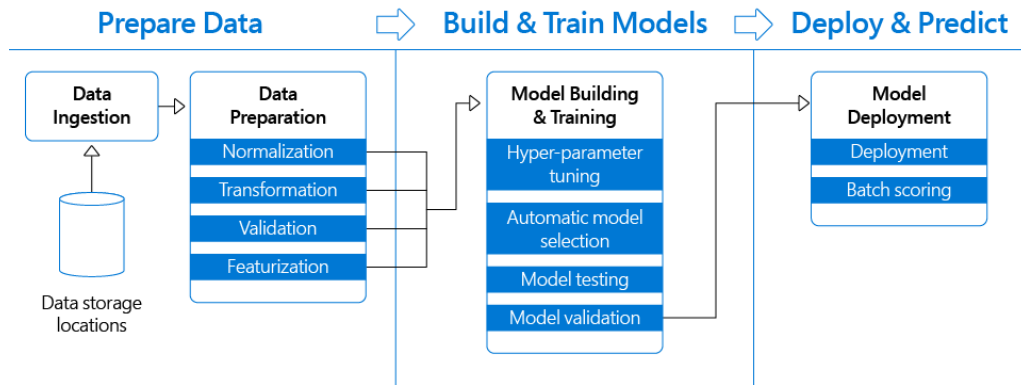 Prepare Data
Build & Train Models
Deploy & Predict
Data
Ingestion
Data storage
locations
Data
Preparation
Normalization
Transformation
Validation
Featurization
Model Building
& Training
Hyper-parameter
tuning
Automatic model
selection
Model testing
Model validation
Model
Deployment
Deployment
Batch scoring